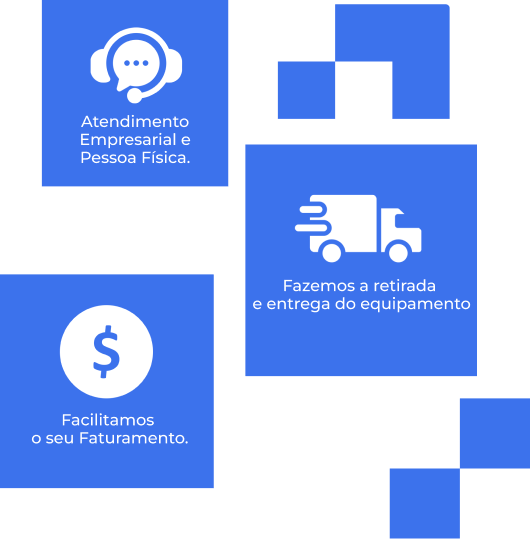 Atendimento
Empresarial e
Pessoa Física.
Fazemos a retirada
e entrega do equipamento
$
Facilitamos
o seu Faturamento.